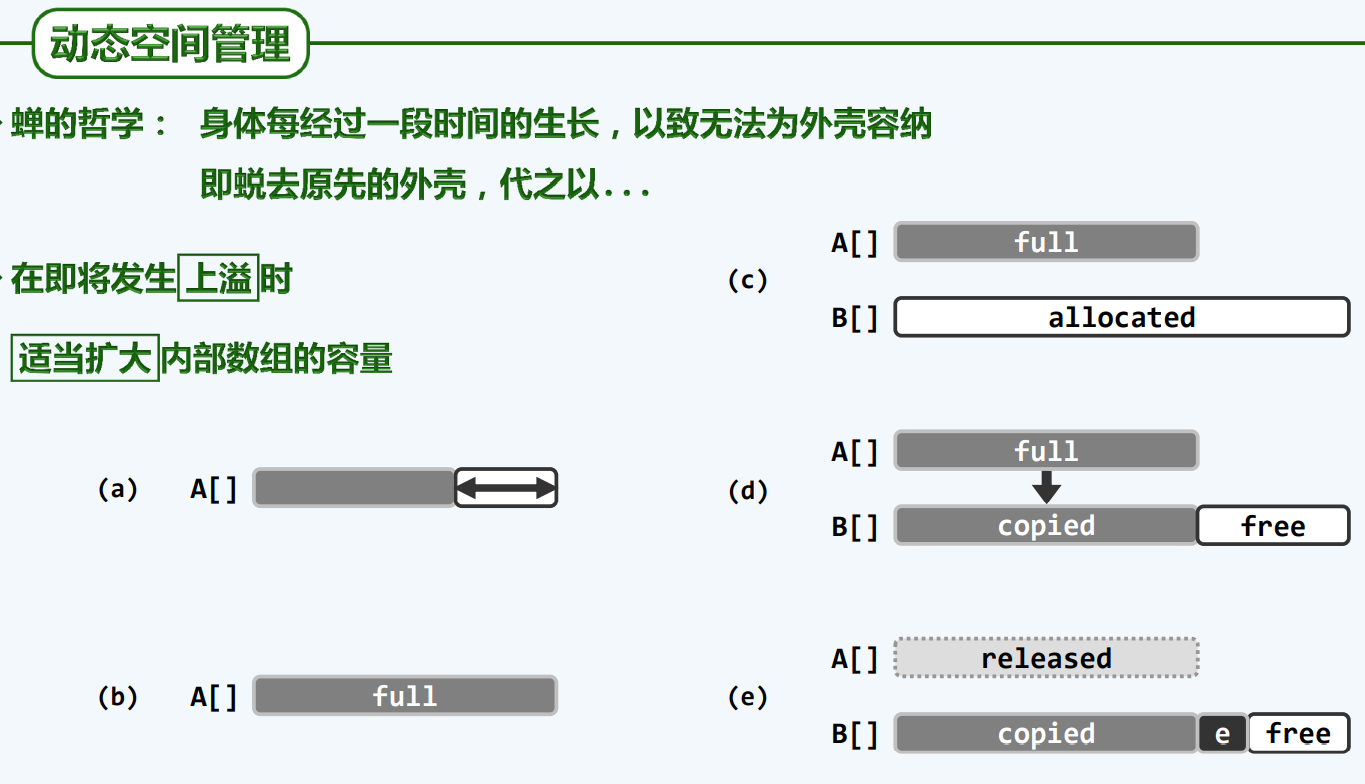 动态空间管理
蝉的哲学： 身体每经过一段时间的生长，以致无法为外壳容纳
即蜕去原先的外壳，代之以...
在即将发生上溢时
适当扩大内部数组的容量
(a) A[]
(b) A[] full
(c)
A[] full
B[] allocated
(d)
A[] full
B[] copied free
(e)
A[] released
B[] copied e free